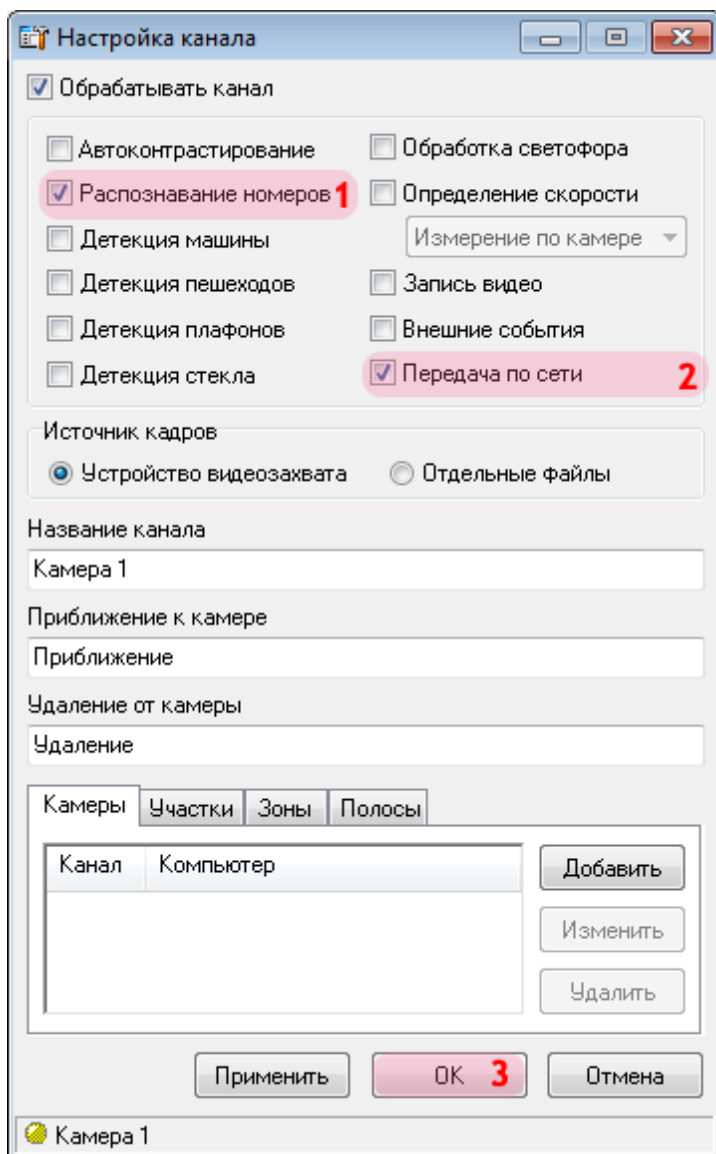 Настройка канала
Обрабатывать канал
Автоконтрастирование
Обработка светофора
Распознавание номеров 1
Определение скорости
Детекция машины
Измерение по камере
Детекция пешеходов
Запись видео
Детекция плафонов
Внешние события
Детекция стекла
Передача по сети 2
Источник кадров
Устройство видеозахвата
Отдельные файлы
Название канала
Камера 1
Приближение к камере
Приближение
Удаление от камеры
Удаление
Камеры Участки Зоны Полосы
Канал Компьютер
Добавить
Изменить
Удалить
Применить OK 3 Отмена
Камера 1